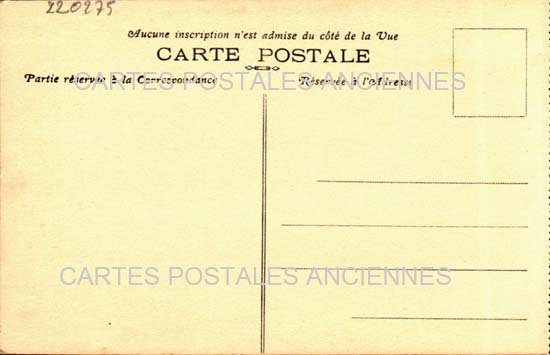 220275
Aucune inscription n'est admise du côté de la Vue
CARTE POSTALE
Partie réservée à la Correspondance
Réservée à l'Adresse
CARTES POSTALES ANCIENNES
CARTES POSTALES ANCIENNES